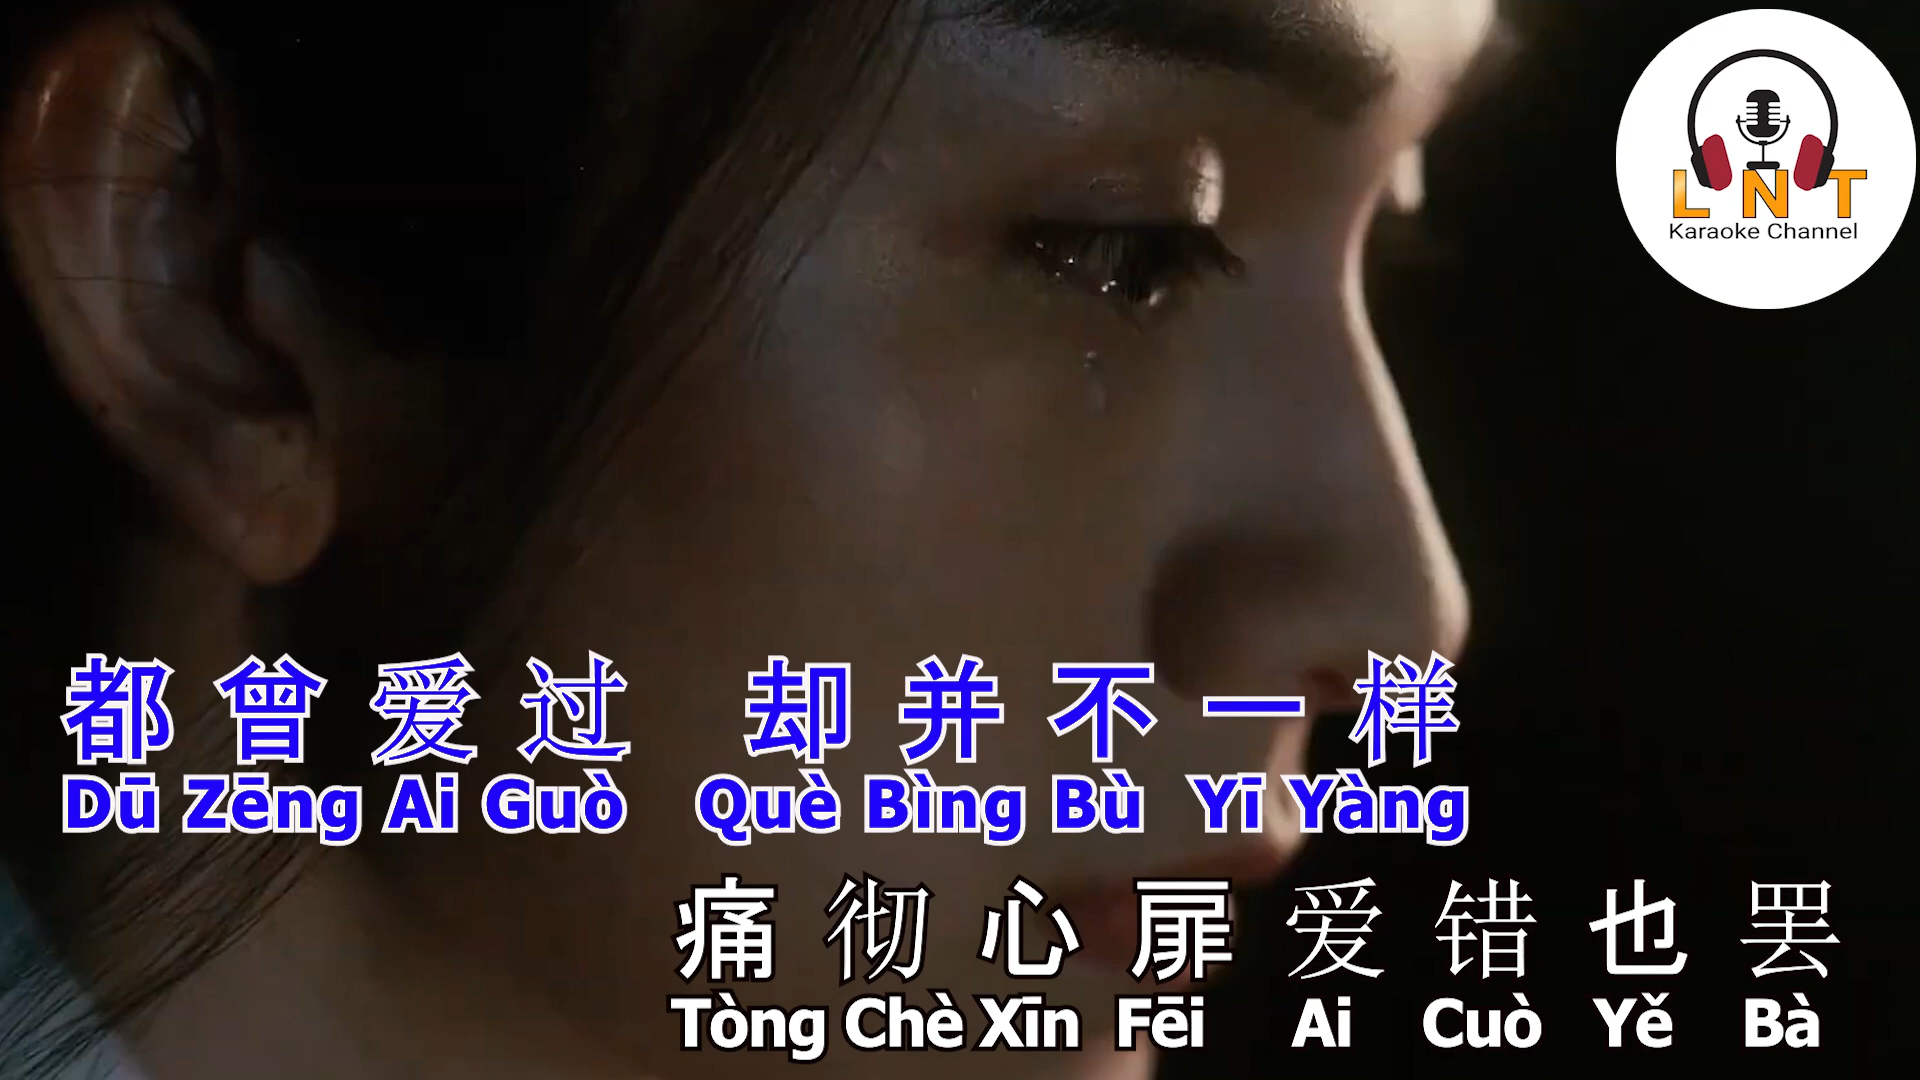 L N T
Karaoke Channel
都 曾 爱 过 却 并 不 一 样
Dū Zēng Ai Guò Què Bìng Bù Yī Yàng
痛 彻 心 扉 爱 错 也 罢
Tòng Chè Xīn Fēi Ai Cuò Yě Bà